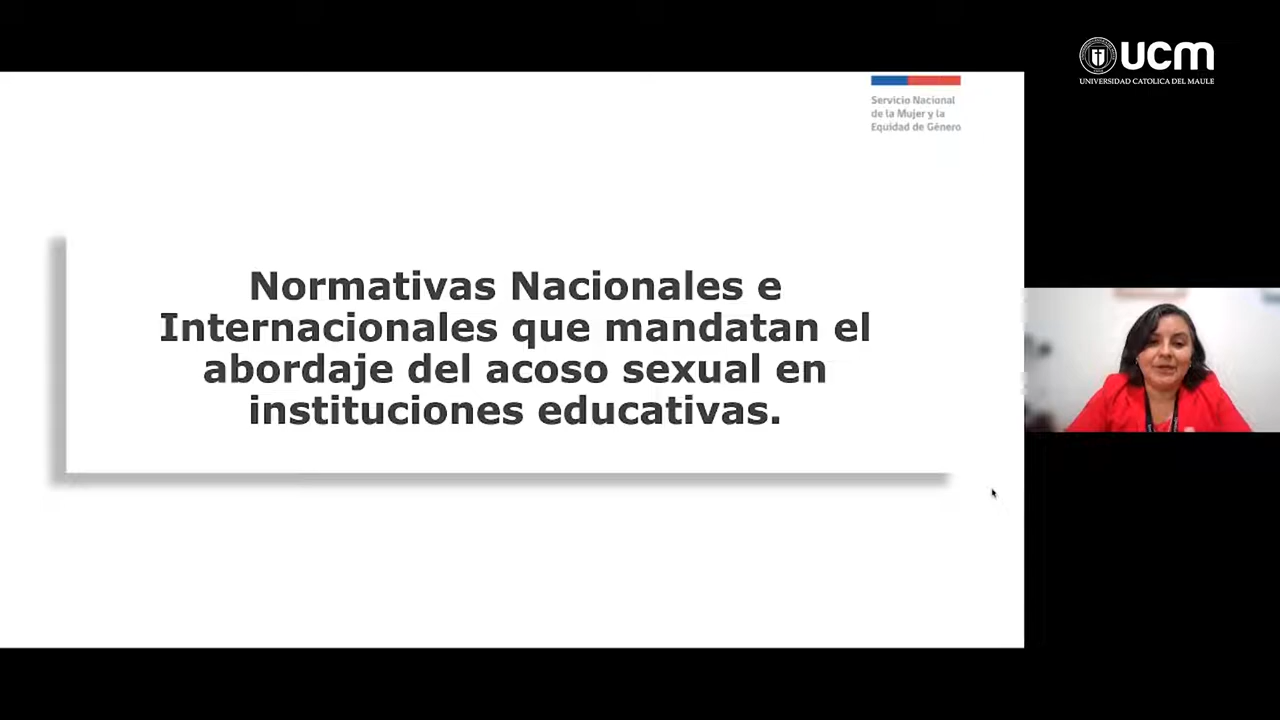 ucm
UNIVERSIDAD CATOLICA DEL MAULE
Servicio Nacional
de la Mujer y la
Equidad de Género
Normativas Nacionales e
Internacionales que mandatan el
abordaje del acoso sexual en
instituciones educativas.